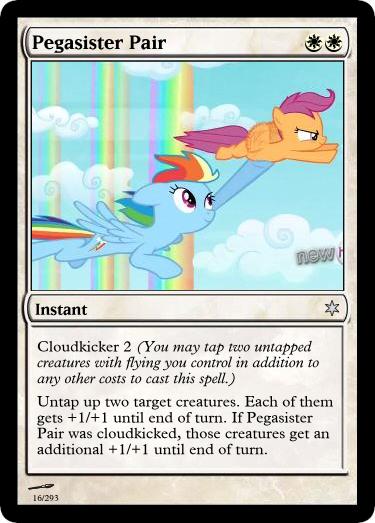 Pegasister Pair
new
Instant
Cloudkicker 2 (You may tap two untapped
creatures with flying you control in addition to
any other costs to cast this spell.)
Untap up two target creatures. Each of them
gets +1/+1 until end of turn. If Pegasister
Pair was cloudkicked, those creatures get an
additional +1/+1 until end of turn.
16/293